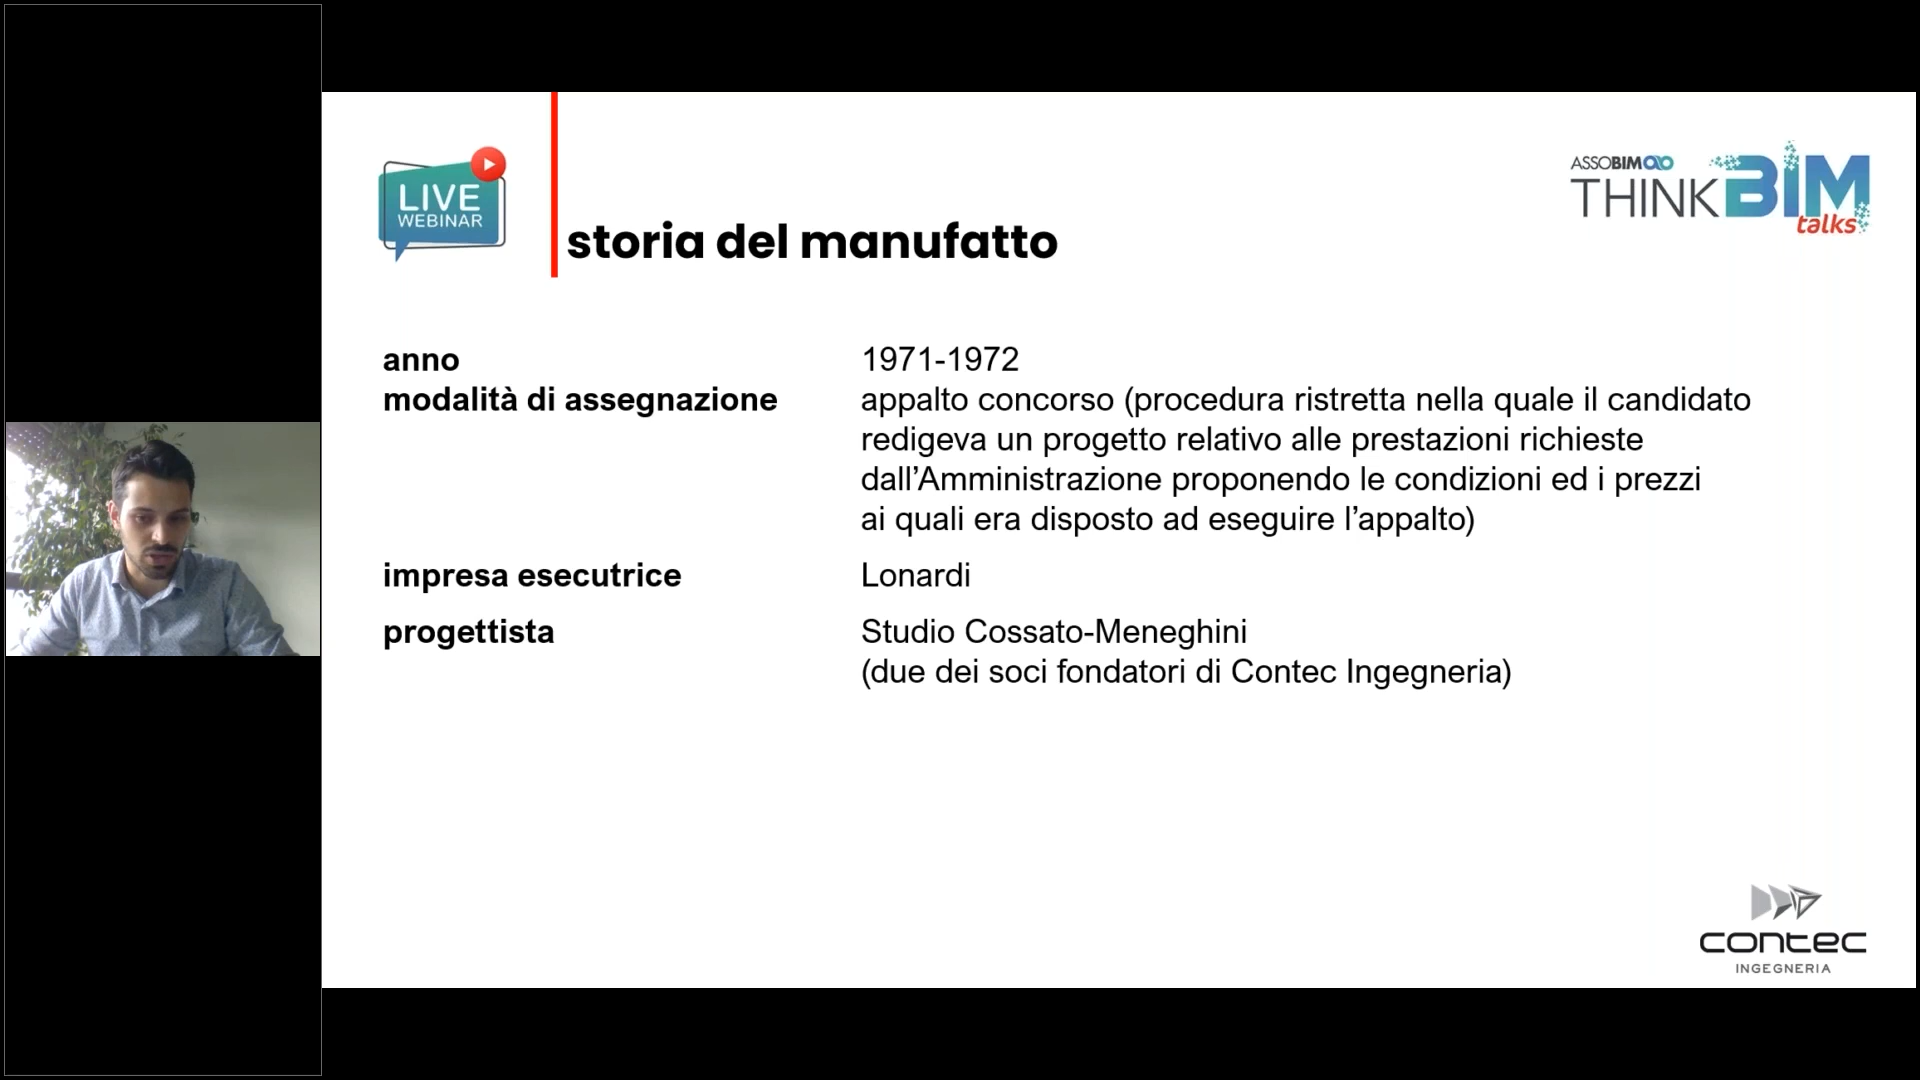 LIVE
WEBINAR
storia del manufatto
ASSOBIM
THINKBIM
talks
anno 1971-1972
modalità di assegnazione appalto concorso (procedura ristretta nella quale il candidato
redigeva un progetto relativo alle prestazioni richieste
dall’Amministrazione proponendo le condizioni ed i prezzi
ai quali era disposto ad eseguire l’appalto)
impresa esecutrice Lonardi
progettista Studio Cossato-Meneghini
(due dei soci fondatori di Contec Ingegneria)
contec
INGEGNERIA